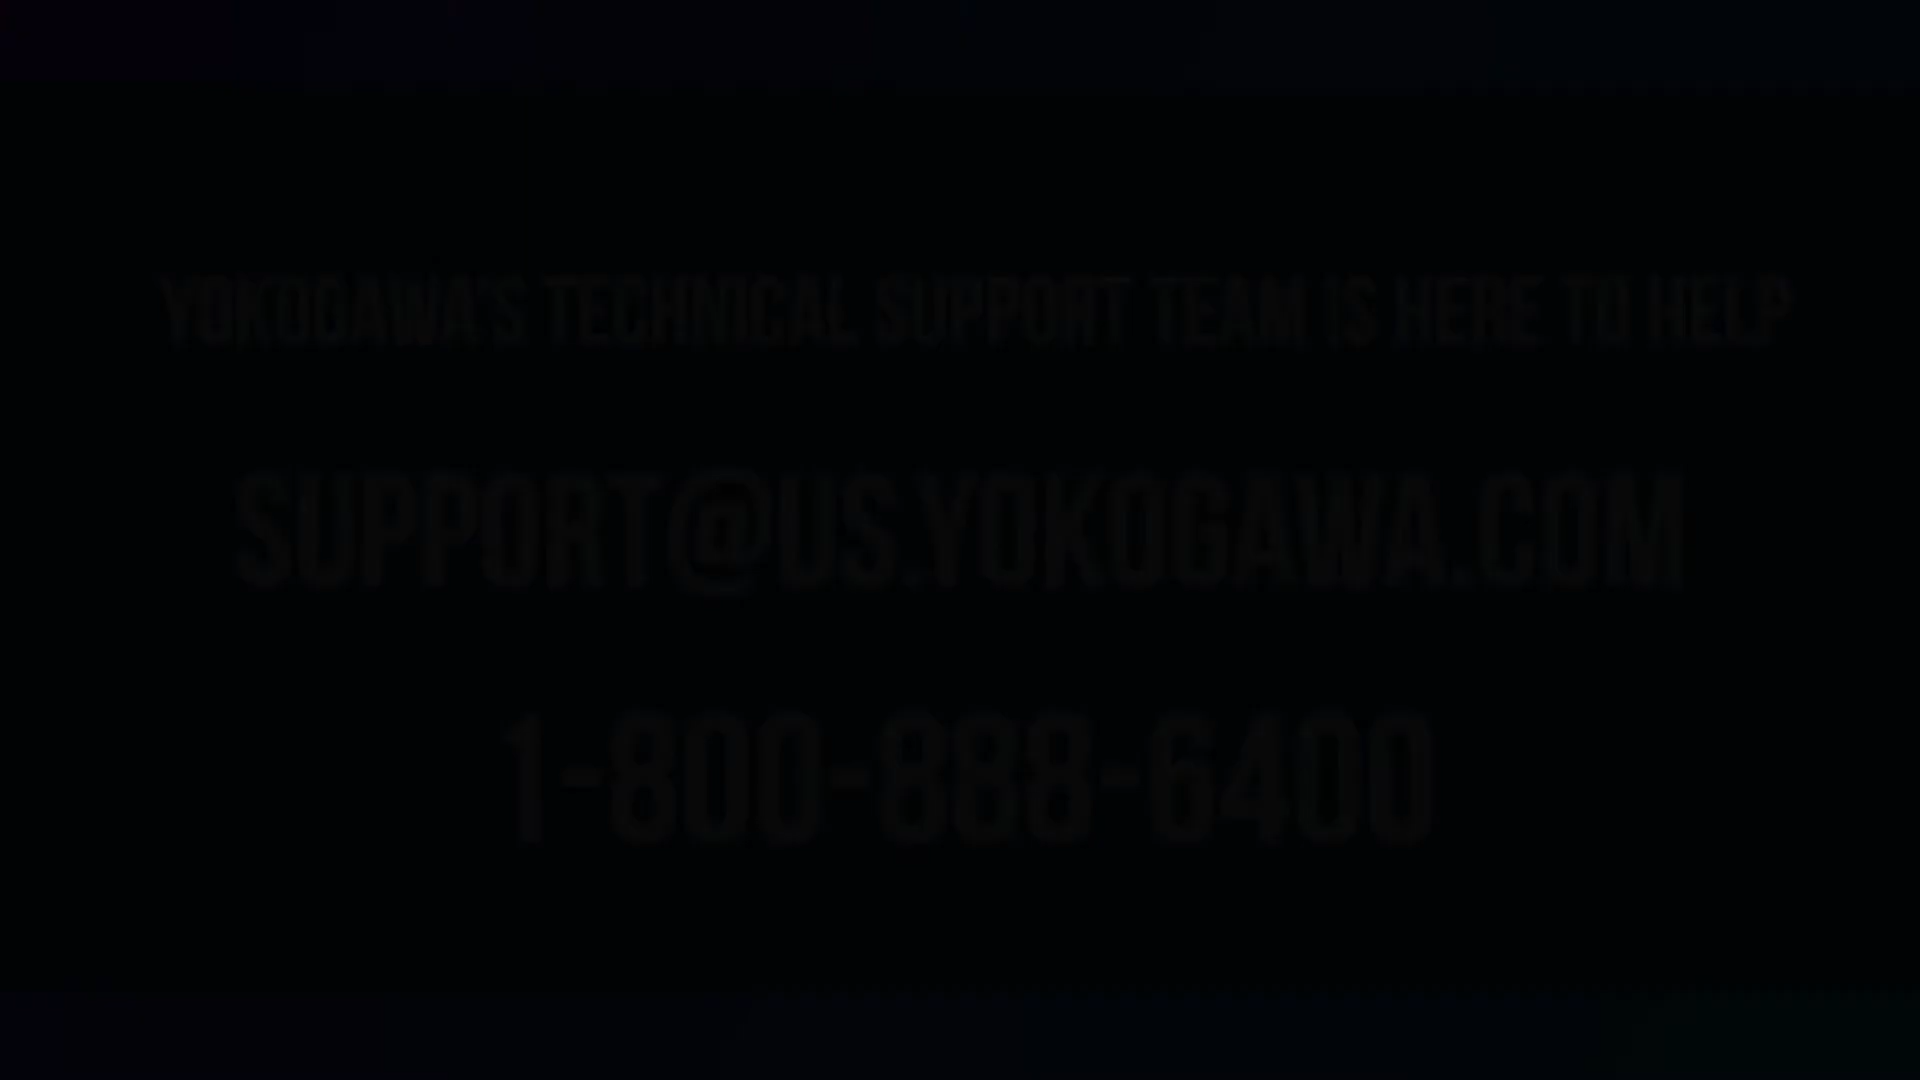 YOKOGAWA'S TECHNICAL SUPPORT TEAM IS HERE TO HELP
SUPPORT@US.YOKOGAWA.COM
1-800-888-6400